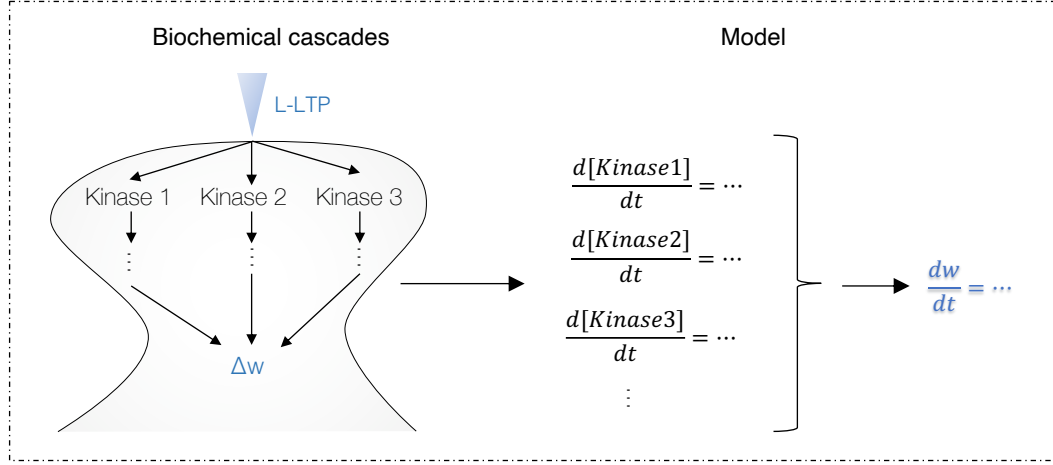 Biochemical cascades
L-LTP
Kinase 1 Kinase 2 Kinase 3
⋮ ⋮ ⋮
Δw
Model
d[Kinase1]/dt = ⋯
d[Kinase2]/dt = ⋯
d[Kinase3]/dt = ⋯
⋮
dw/dt = ⋯